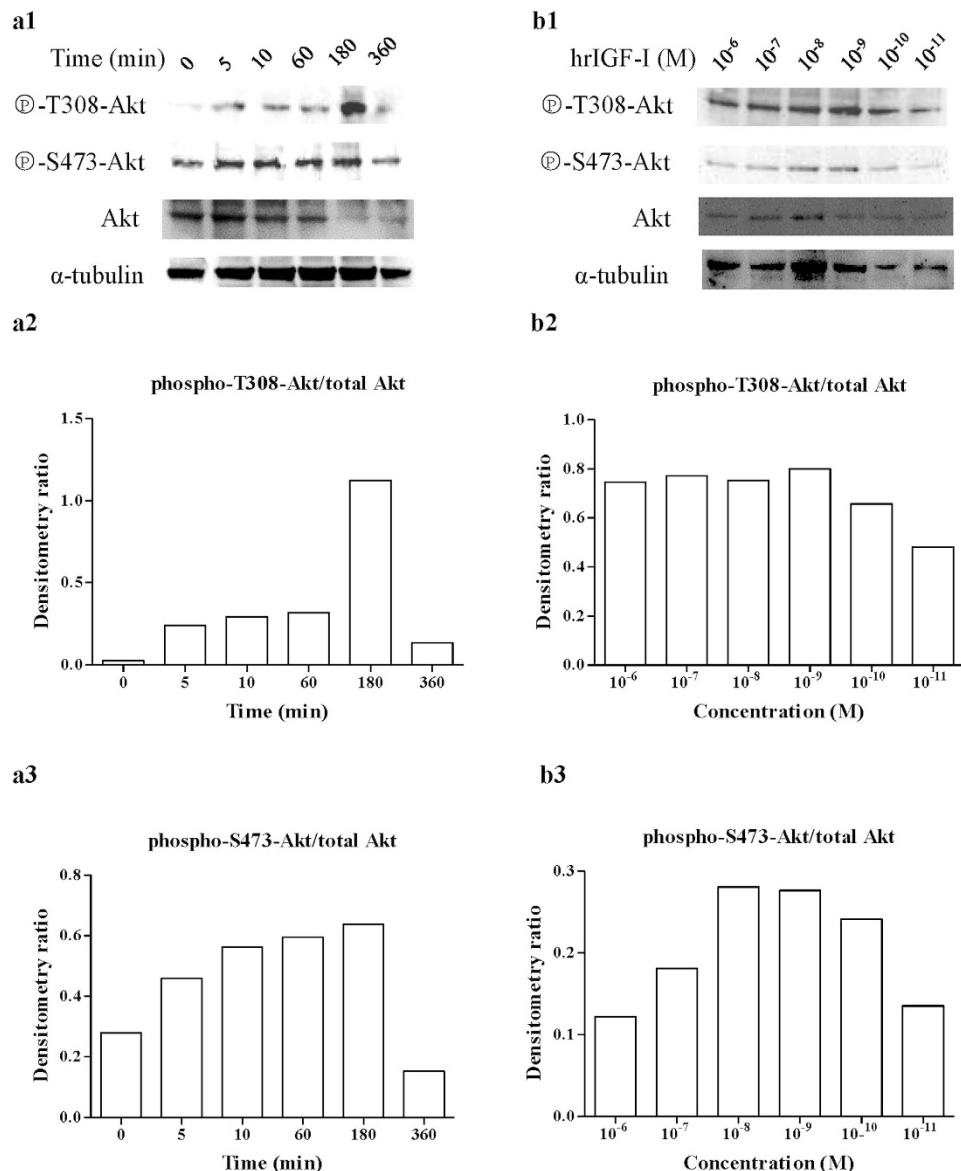 a1
Time (min) 0 5 10 60 180 360
Ⓟ-T308-Akt
Ⓟ-S473-Akt
Akt
α-tubulin
b1
hrIGF-I (M) 10⁻⁶ 10⁻⁷ 10⁻⁸ 10⁻⁹ 10⁻¹⁰ 10⁻¹¹
Ⓟ-T308-Akt
Ⓟ-S473-Akt
Akt
α-tubulin
a2
phospho-T308-Akt/total Akt
Densitometry ratio
1.5
1.0
0.5
0.0
0 5 10 60 180 360
Time (min)
b2
phospho-T308-Akt/total Akt
Densitometry ratio
1.0
0.8
0.6
0.4
0.2
0.0
10⁻⁶ 10⁻⁷ 10⁻⁸ 10⁻⁹ 10⁻¹⁰ 10⁻¹¹
Concentration (M)
a3
phospho-S473-Akt/total Akt
Densitometry ratio
0.8
0.6
0.4
0.2
0.0
0 5 10 60 180 360
Time (min)
b3
phospho-S473-Akt/total Akt
Densitometry ratio
0.3
0.2
0.1
0.0
10⁻⁶ 10⁻⁷ 10⁻⁸ 10⁻⁹ 10⁻¹⁰ 10⁻¹¹
Concentration (M)